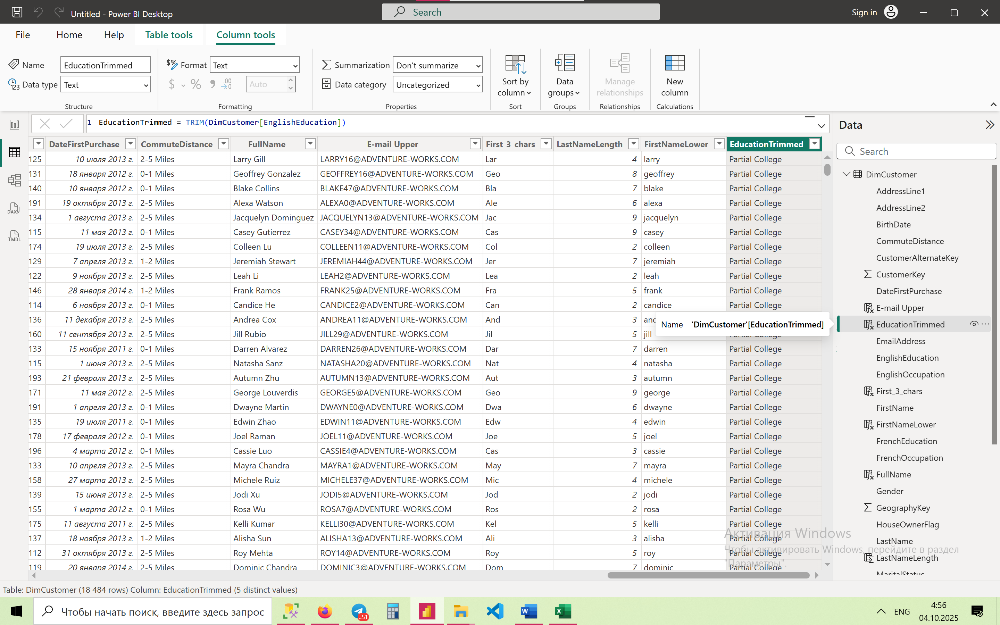 Untitled - Power BI Desktop
Search
Sign in
File Home Help Table tools Column tools
Name EducationTrimmed
Data type Text
Structure
$% Format Text
$ % , .00 →.0 Auto
Formatting
Summarization Don't summarize
Data category Uncategorized
Properties
Sort by column
Sort
Data groups
Groups
Manage relationships
Relationships
New column
Calculations
1 EducationTrimmed = TRIM(DimCustomer[EnglishEducation])
DAX
TMDL
DateFirstPurchase CommuteDistance FullName E-mail Upper First_3_chars LastNameLength FirstNameLower EducationTrimmed
125 10 июля 2013 г. 2-5 Miles Larry Gill LARRY16@ADVENTURE-WORKS.COM Lar 4 larry Partial College
131 18 января 2012 г. 0-1 Miles Geoffrey Gonzalez GEOFFREY16@ADVENTURE-WORKS.COM Geo 8 geoffrey Partial College
140 10 января 2012 г. 0-1 Miles Blake Collins BLAKE47@ADVENTURE-WORKS.COM Bla 7 blake Partial College
191 19 октября 2013 г. 2-5 Miles Alexa Watson ALEXA0@ADVENTURE-WORKS.COM Ale 6 alexa Partial College
134 1 августа 2013 г. 2-5 Miles Jacquelyn Dominguez JACQUELYN13@ADVENTURE-WORKS.COM Jac 9 jacquelyn Partial College
115 11 мая 2013 г. 0-1 Miles Casey Gutierrez CASEY34@ADVENTURE-WORKS.COM Cas 9 casey Partial College
174 19 июля 2013 г. 2-5 Miles Colleen Lu COLLEEN11@ADVENTURE-WORKS.COM Col 2 colleen Partial College
129 7 апреля 2013 г. 1-2 Miles Jeremiah Stewart JEREMIAH44@ADVENTURE-WORKS.COM Jer 7 jeremiah Partial College
122 9 ноября 2013 г. 2-5 Miles Leah Li LEAH2@ADVENTURE-WORKS.COM Lea 2 leah Partial College
146 28 января 2014 г. 1-2 Miles Frank Ramos FRANK25@ADVENTURE-WORKS.COM Fra 5 frank Partial College
114 6 ноября 2013 г. 0-1 Miles Candice He CANDICE2@ADVENTURE-WORKS.COM Can 2 candice Partial College
136 11 декабря 2013 г. 2-5 Miles Andrea Cox ANDREA11@ADVENTURE-WORKS.COM And 3
160 11 сентября 2013 г. 2-5 Miles Jill Rubio JILL29@ADVENTURE-WORKS.COM Jil 5 jill Partial College
133 15 ноября 2011 г. 0-1 Miles Darren Alvarez DARREN26@ADVENTURE-WORKS.COM Dar 7 darren Partial College
115 1 июня 2013 г. 2-5 Miles Natasha Sanz NATASHA20@ADVENTURE-WORKS.COM Nat 4 natasha Partial College
193 21 февраля 2013 г. 2-5 Miles Autumn Zhu AUTUMN13@ADVENTURE-WORKS.COM Aut 3 autumn Partial College
171 11 мая 2012 г. 2-5 Miles George Louverdis GEORGE5@ADVENTURE-WORKS.COM Geo 9 george Partial College
191 1 апреля 2013 г. 0-1 Miles Dwayne Martin DWAYNE0@ADVENTURE-WORKS.COM Dwa 6 dwayne Partial College
135 19 июля 2011 г. 0-1 Miles Edwin Zhao EDWIN11@ADVENTURE-WORKS.COM Edw 4 edwin Partial College
178 17 февраля 2012 г. 0-1 Miles Joel Raman JOEL11@ADVENTURE-WORKS.COM Joe 5 joel Partial College
196 4 марта 2012 г. 0-1 Miles Cassie Luo CASSIE4@ADVENTURE-WORKS.COM Cas 3 cassie Partial College
133 10 апреля 2013 г. 2-5 Miles Mayra Chandra MAYRA1@ADVENTURE-WORKS.COM May 7 mayra Partial College
158 27 марта 2013 г. 2-5 Miles Michele Ruiz MICHELE37@ADVENTURE-WORKS.COM Mic 4 michele Partial College
139 15 июня 2013 г. 2-5 Miles Jodi Xu JODI5@ADVENTURE-WORKS.COM Jod 2 jodi Partial College
155 1 марта 2012 г. 0-1 Miles Rosa Wu ROSA7@ADVENTURE-WORKS.COM Ros 2 rosa Partial College
175 11 августа 2011 г. 2-5 Miles Kelli Kumar KELLI30@ADVENTURE-WORKS.COM Kel 5 kelli Partial College
137 18 ноября 2013 г. 1-2 Miles Alisha Sun ALISHA13@ADVENTURE-WORKS.COM Ali 3 alisha Partial College
112 31 октября 2013 г. 2-5 Miles Roy Mehta ROY14@ADVENTURE-WORKS.COM Roy 5 roy Partial College
119 20 января 2014 г. 2-5 Miles Dominic Chandra DOMINIC3@ADVENTURE-WORKS.COM Dom 7 dominic Partial College
Name 'DimCustomer'[EducationTrimmed]
Data
Search
DimCustomer
AddressLine1
AddressLine2
BirthDate
CommuteDistance
CustomerAlternateKey
CustomerKey
DateFirstPurchase
E-mail Upper
EducationTrimmed
EmailAddress
EnglishEducation
EnglishOccupation
First_3_chars
FirstName
FirstNameLower
FrenchEducation
FrenchOccupation
FullName
Gender
GeographyKey
HouseOwnerFlag
LastName
LastNameLength
MaritalStatus
Активация Windows
Чтобы активировать Windows, перейдите в раздел
"Параметры".
Table: DimCustomer (18 484 rows) Column: EducationTrimmed (5 distinct values)
Чтобы начать поиск, введите здесь запрос
..51
ENG
4:56
04.10.2025